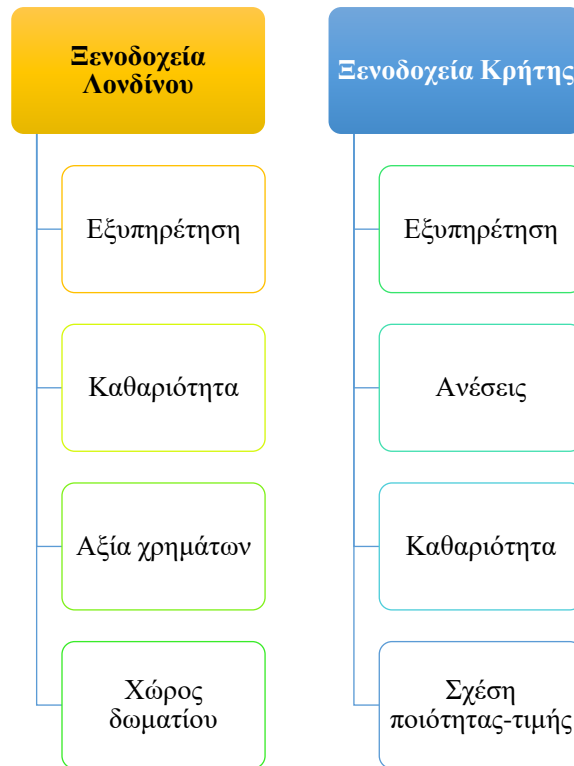 Ξενοδοχεία
Λονδίνου
Εξυπηρέτηση
Καθαριότητα
Αξία χρημάτων
Χώρος
δωματίου
Ξενοδοχεία Κρήτης
Εξυπηρέτηση
Ανέσεις
Καθαριότητα
Σχέση
ποιότητας-τιμής